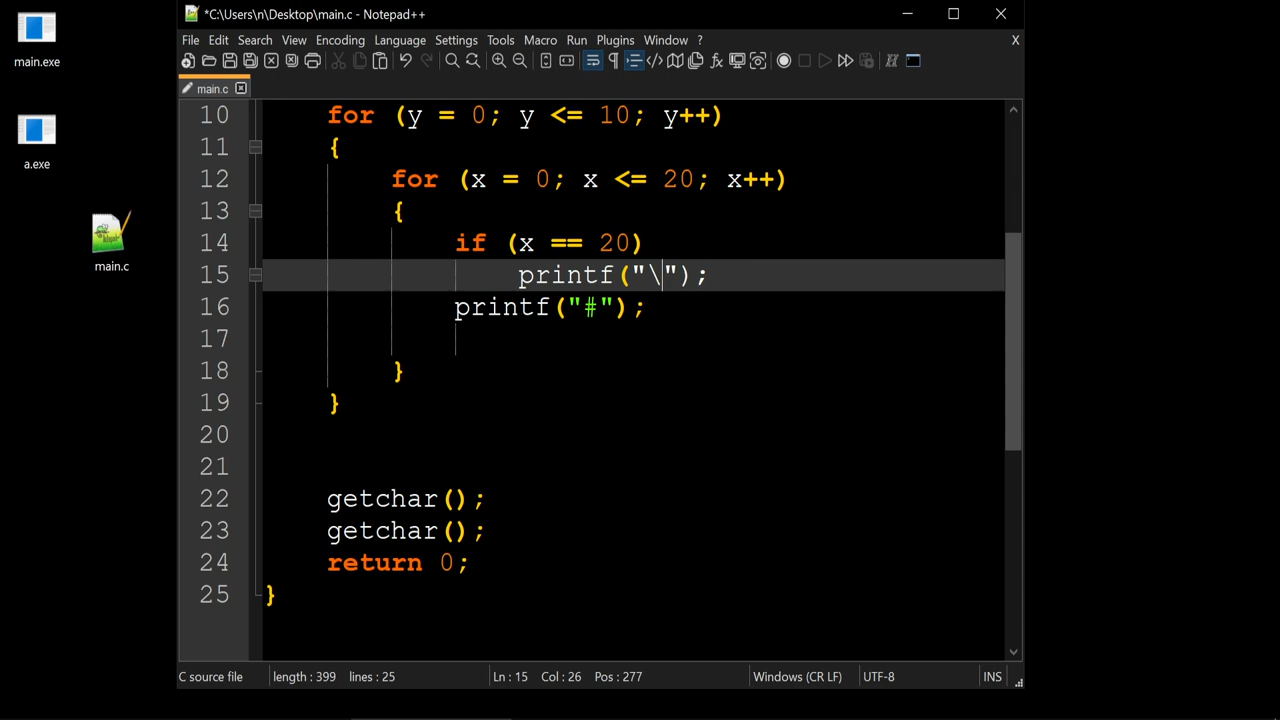 main.exe
a.exe
main.c
*C:\Users\n\Desktop\main.c - Notepad++
File Edit Search View Encoding Language Settings Tools Macro Run Plugins Window ? X
main.c
10 for (y = 0; y <= 10; y++)
11 {
12 for (x = 0; x <= 20; x++)
13 {
14 if (x == 20)
15 printf("\");
16 printf("#");
17
18 }
19 }
20
21
22 getchar();
23 getchar();
24 return 0;
25 }
C source file length : 399 lines : 25 Ln : 15 Col : 26 Pos : 277 Windows (CR LF) UTF-8 INS